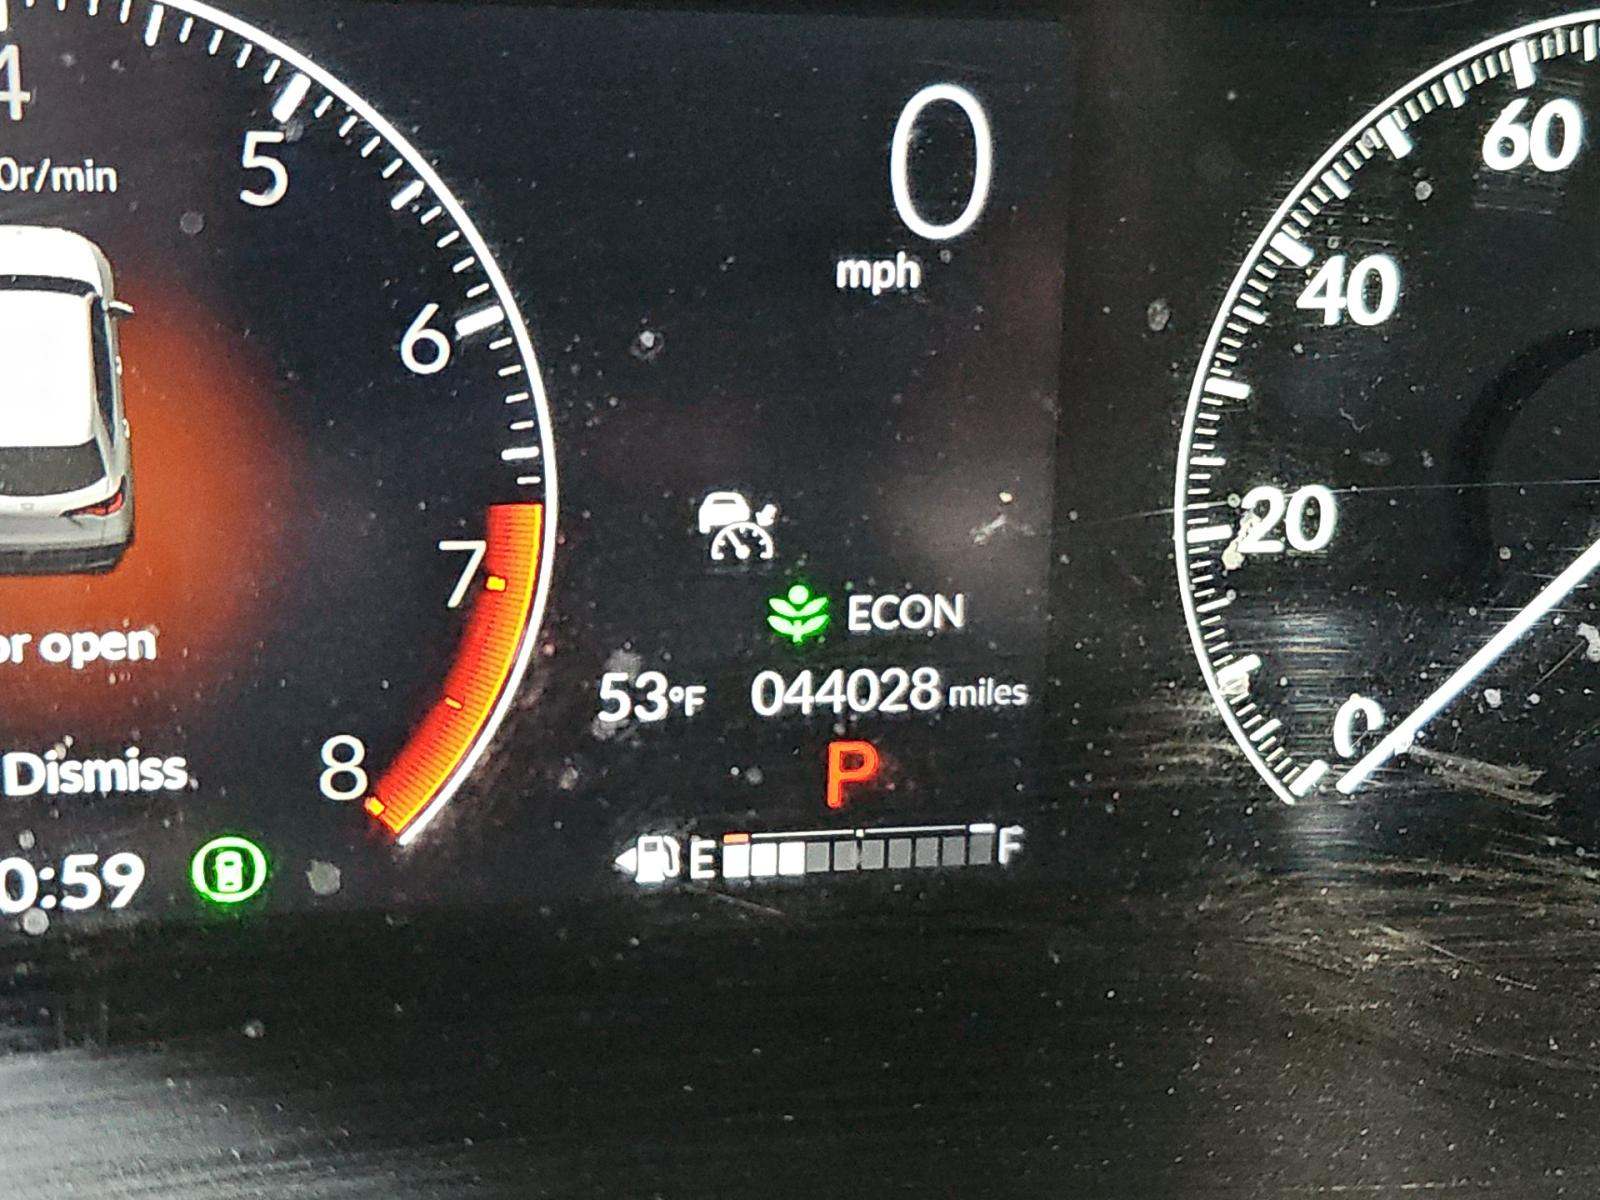 4
5
0r/min
6
7
8
or open
Dismiss
0:59
0
mph
ECON
53°F 044028 miles
P
E F
60
40
20
0